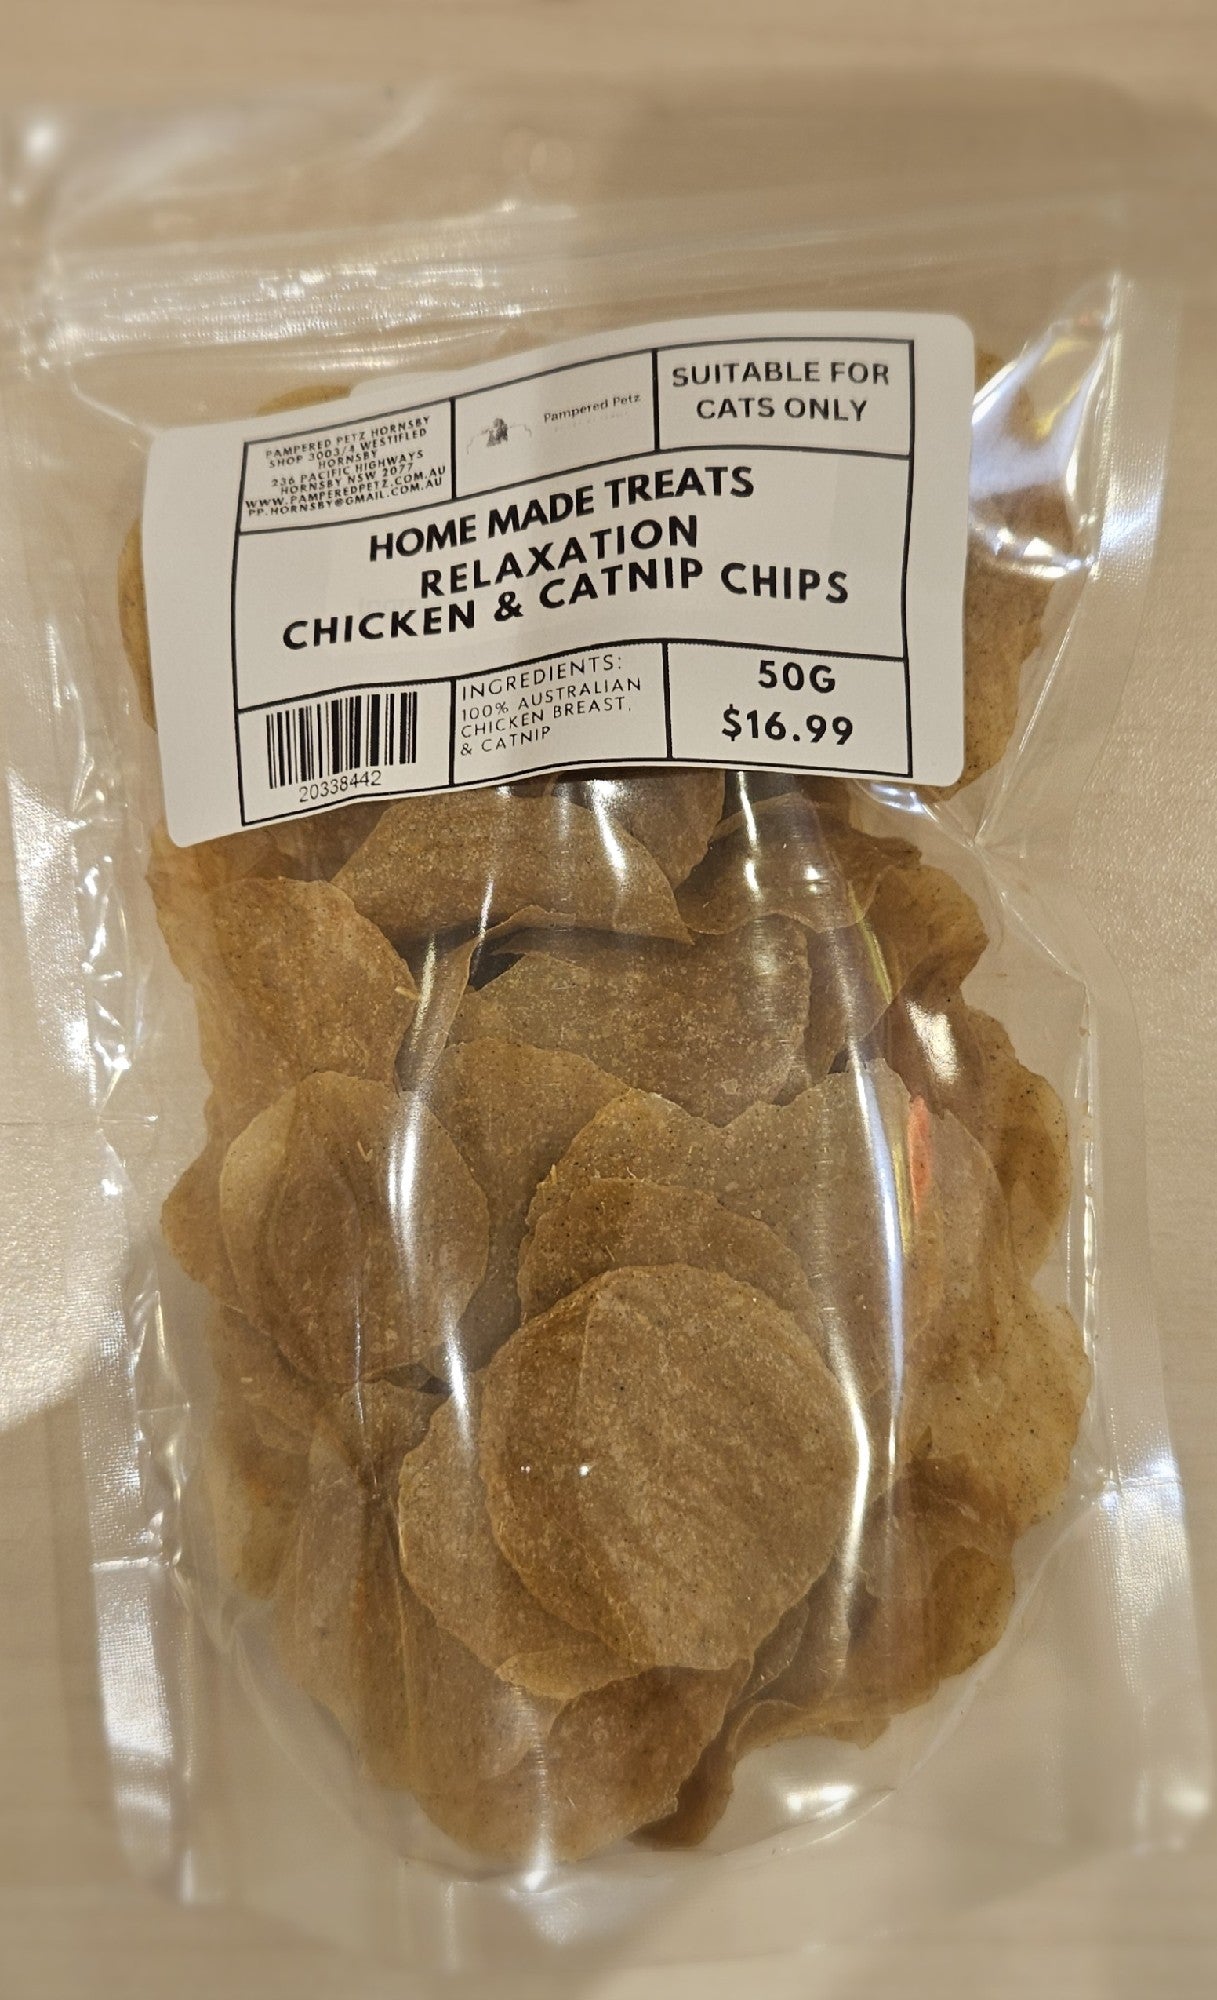 PAMPERED PETZ HORNSBY
SHOP 3003/4 WESTIFLED
HORNSBY
236 PACIFIC HIGHWAYS
HORNSBY NSW 2077
WWW.PAMPEREDPETZ.COM.AU
PP.HORNSBY@GMAIL.COM.AU
Pampered Petz
SUITABLE FOR
CATS ONLY
HOME MADE TREATS
RELAXATION
CHICKEN & CATNIP CHIPS
20338442
INGREDIENTS:
100% AUSTRALIAN
CHICKEN BREAST,
& CATNIP
50G
$16.99